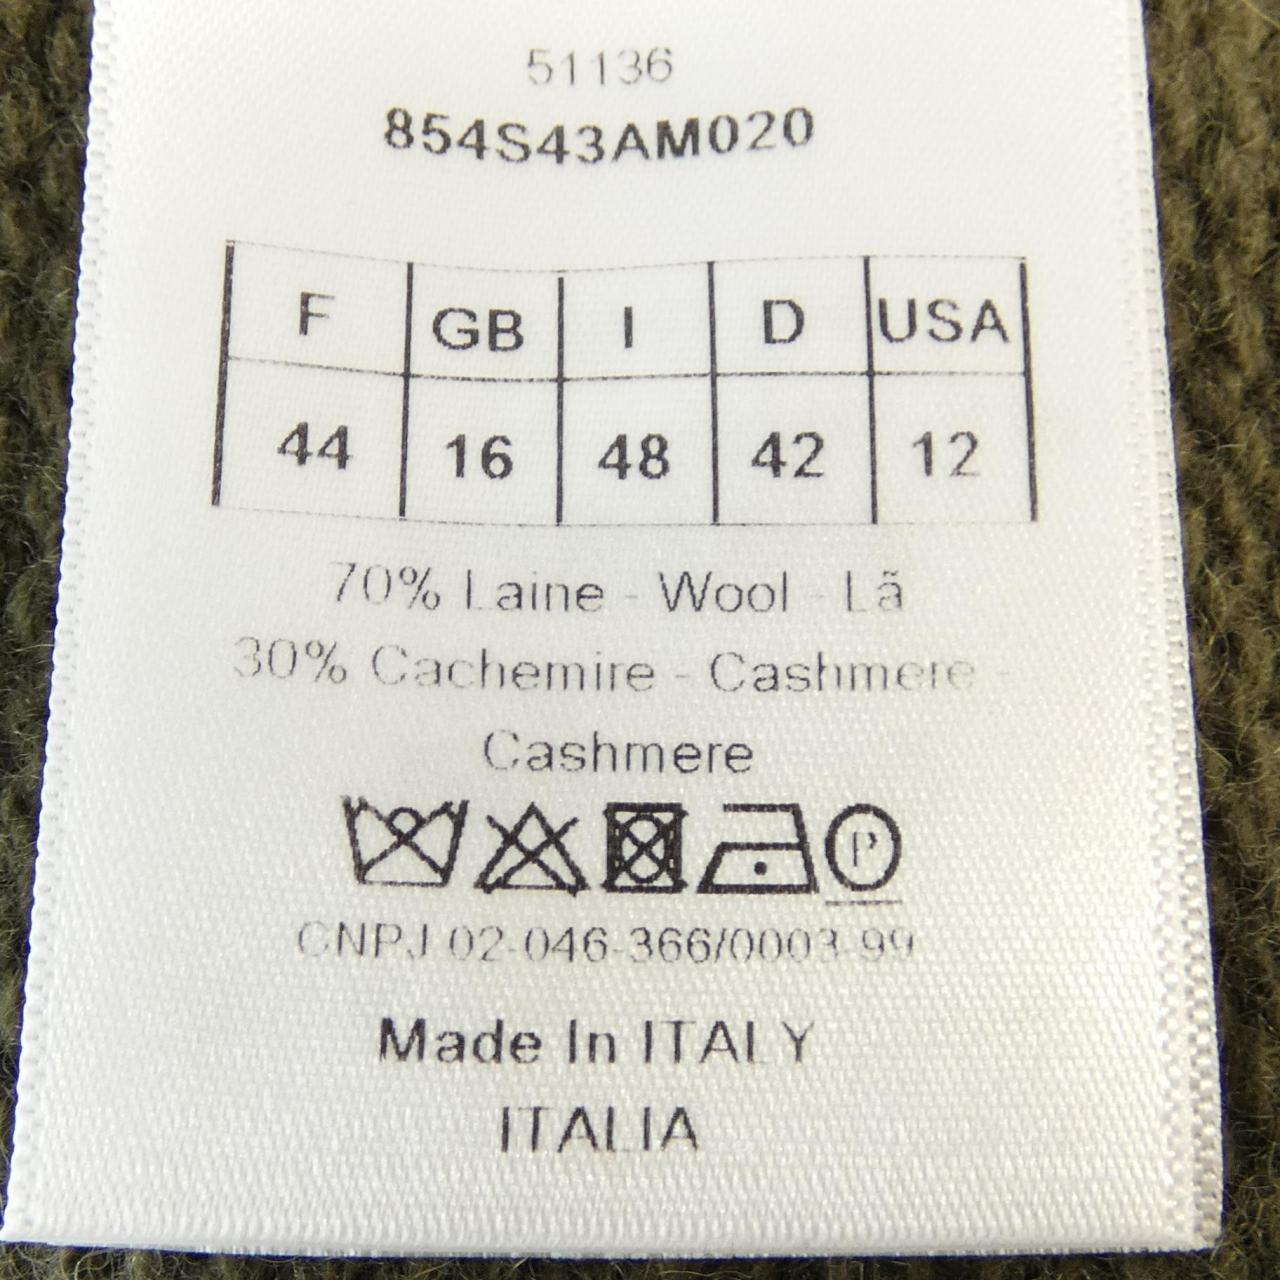 51136
854S43AM020
F GB I D USA
44 16 48 42 12
70% Laine - Wool - Lã
30% Cachemire - Cashmere -
Cashmere
P
CNPJ 02-046-366/0003-99
Made In ITALY
ITALIA